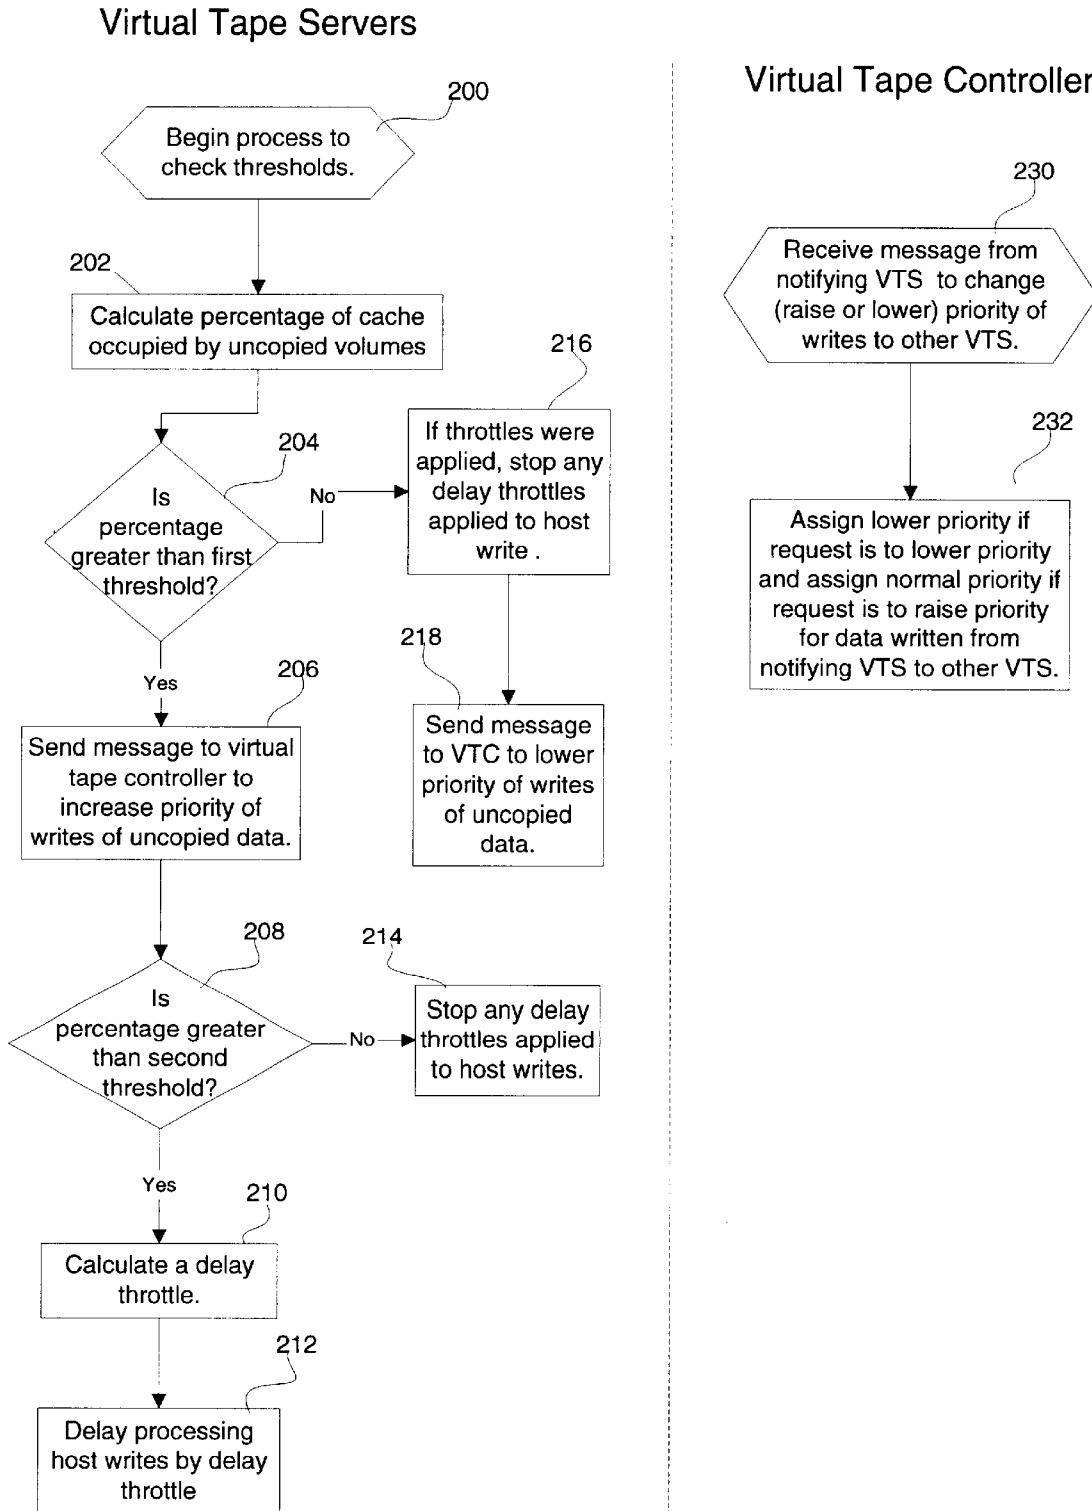 Virtual Tape Servers
200
Begin process to
check thresholds.
202
Calculate percentage of cache
occupied by uncopied volumes
204
Is
percentage
greater than first
threshold?
No
216
If throttles were
applied, stop any
delay throttles
applied to host
write .
Yes
206
Send message to virtual
tape controller to
increase priority of
writes of uncopied data.
218
Send message
to VTC to lower
priority of writes
of uncopied
data.
208
Is
percentage greater
than second
threshold?
No
214
Stop any delay
throttles applied
to host writes.
Yes
210
Calculate a delay
throttle.
212
Delay processing
host writes by delay
throttle
Virtual Tape Controller
230
Receive message from
notifying VTS to change
(raise or lower) priority of
writes to other VTS.
232
Assign lower priority if
request is to lower priority
and assign normal priority if
request is to raise priority
for data written from
notifying VTS to other VTS.